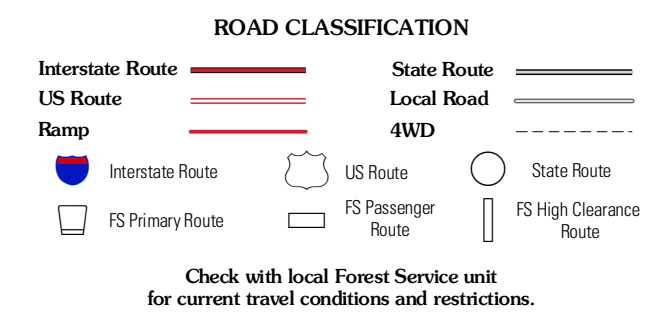 ROAD CLASSIFICATION
Interstate Route
State Route
US Route
Local Road
Ramp
4WD
Interstate Route
US Route
State Route
FS Primary Route
FS Passenger
Route
FS High Clearance
Route
Check with local Forest Service unit
for current travel conditions and restrictions.